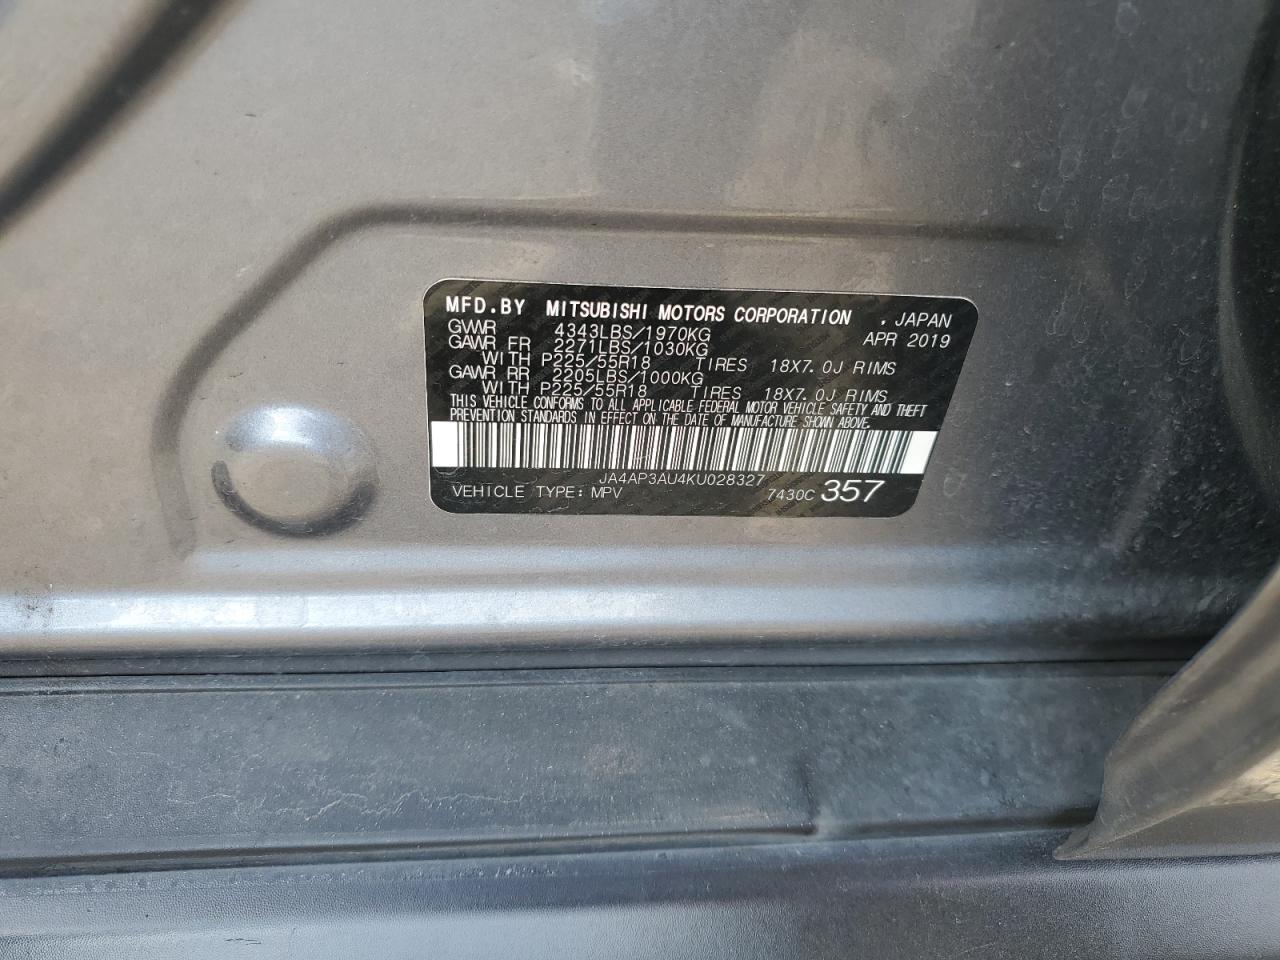 MFD.BY MITSUBISHI MOTORS CORPORATION , JAPAN
GVWR 4343LBS/1970KG APR 2019
GAWR FR 2271LBS/1030KG
WITH P225/55R18 TIRES 18X7.0J RIMS
GAWR RR 2205LBS/1000KG
WITH P225/55R18 TIRES 18X7.0J RIMS
THIS VEHICLE CONFORMS TO ALL APPLICABLE FEDERAL MOTOR VEHICLE SAFETY AND THEFT
PREVENTION STANDARDS IN EFFECT ON THE DATE OF MANUFACTURE SHOWN ABOVE.
JA4AP3AU4KU028327
VEHICLE TYPE: MPV 7430C 357